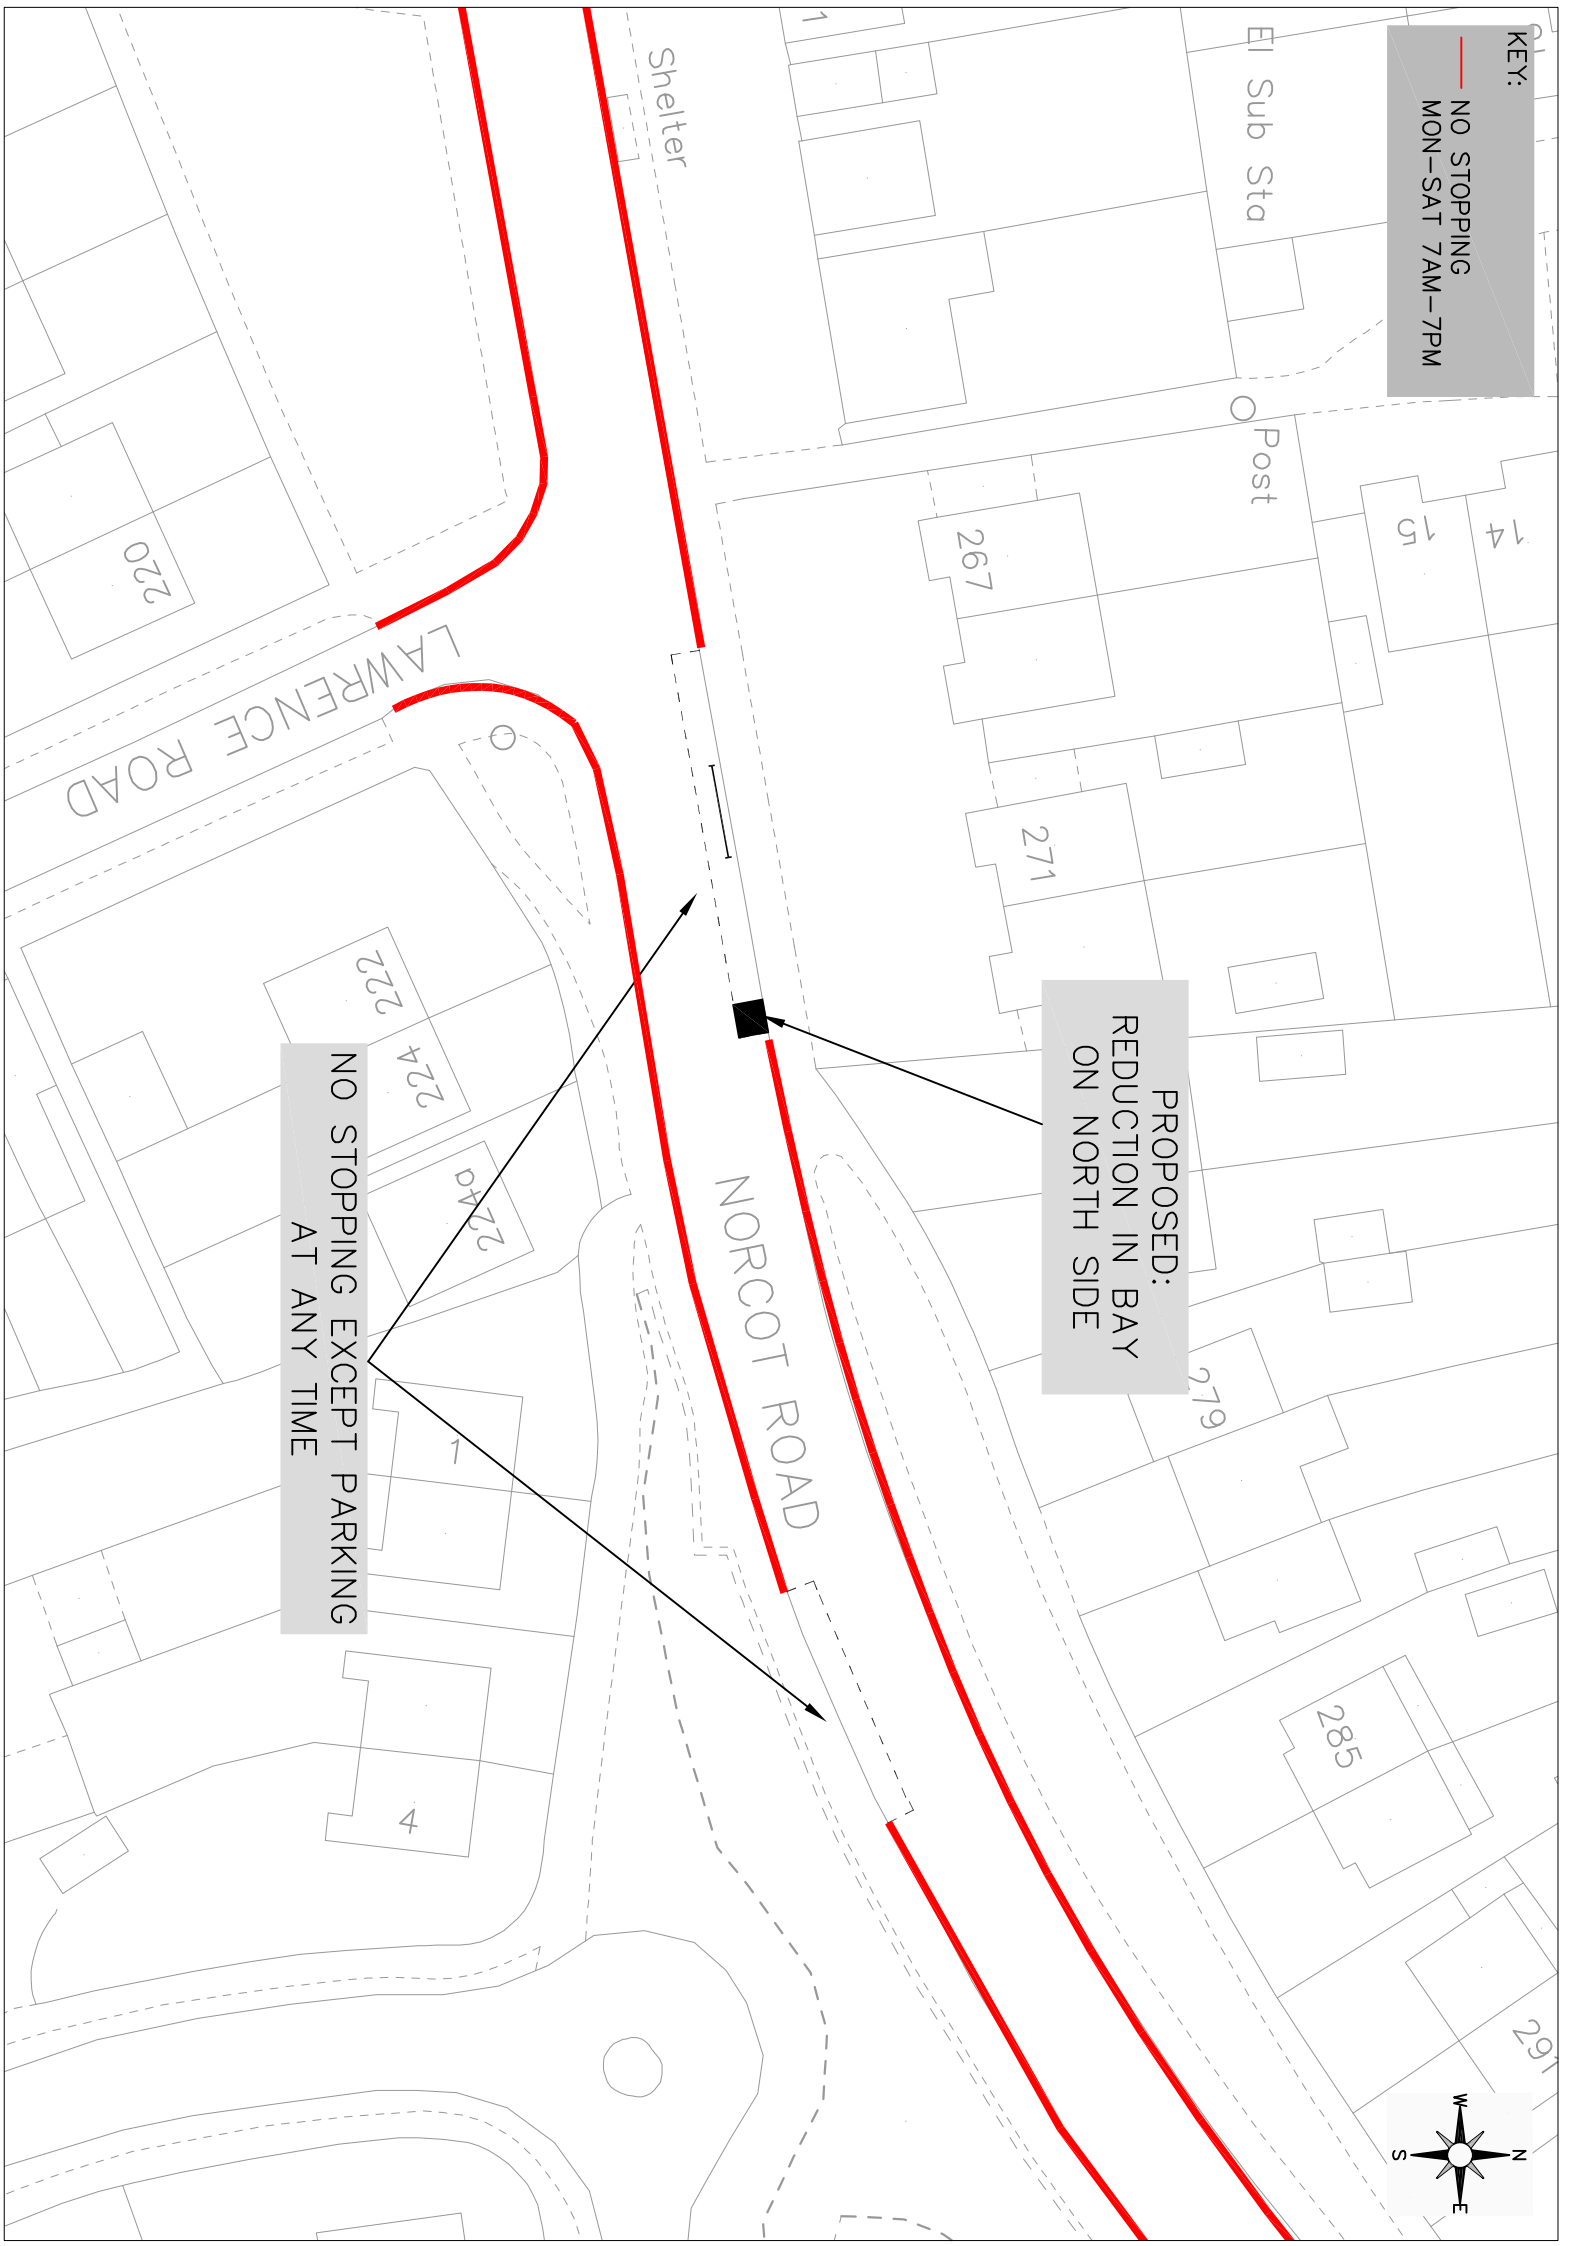 KEY:
NO STOPPING
MON-SAT 7AM-7PM
El Sub Sta
Shelter
1
Post
14
15
267
271
279
285
291
PROPOSED:
REDUCTION IN BAY
ON NORTH SIDE
NORCOT ROAD
LAWRENCE ROAD
220
222
224
224a
1
4
NO STOPPING EXCEPT PARKING
AT ANY TIME
N
W
E
S